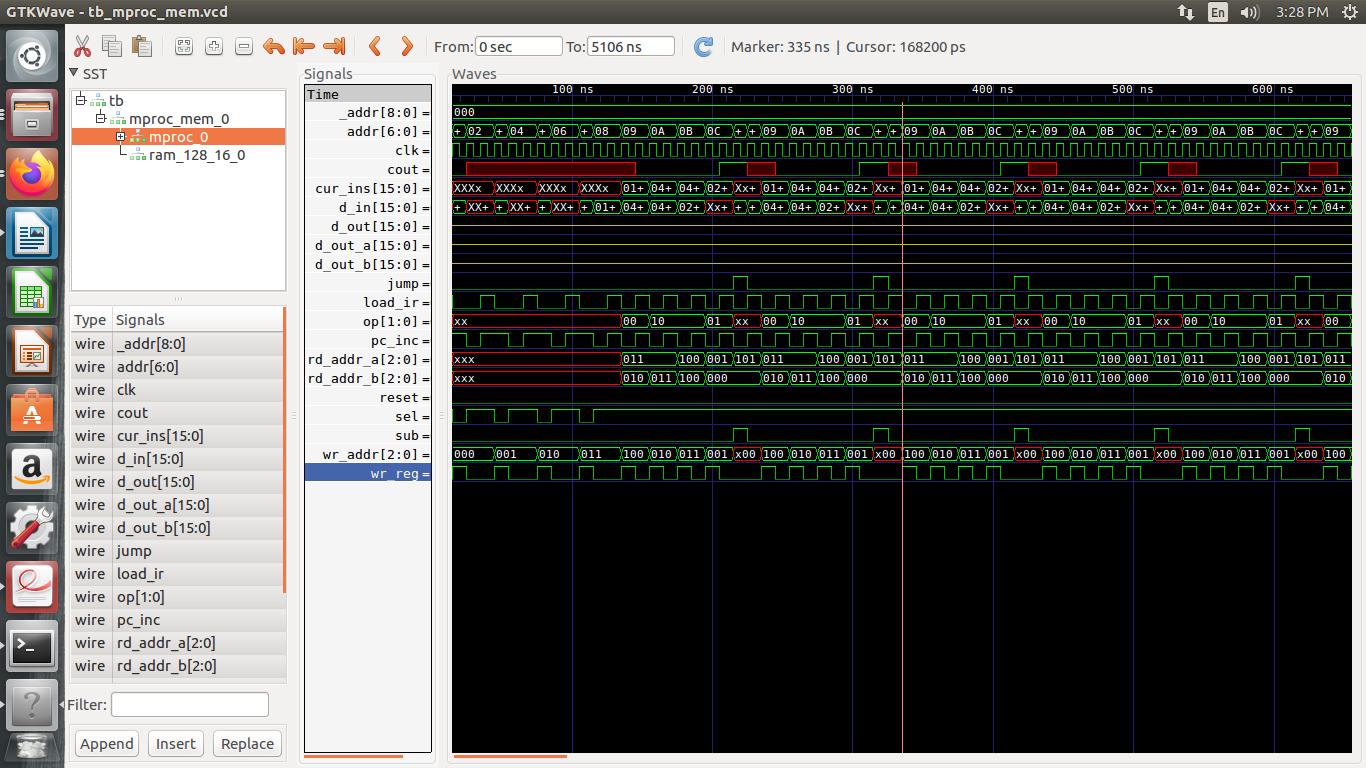 GTKWave - tb_mproc_mem.vcd
En
3:28 PM
From: 0 sec To: 5106 ns
Marker: 335 ns | Cursor: 168200 ps
SST
tb
mproc_mem_0
mproc_0
ram_128_16_0
Type Signals
wire _addr[8:0]
wire addr[6:0]
wire clk
wire cout
wire cur_ins[15:0]
wire d_in[15:0]
wire d_out[15:0]
wire d_out_a[15:0]
wire d_out_b[15:0]
wire jump
wire load_ir
wire op[1:0]
wire pc_inc
wire rd_addr_a[2:0]
wire rd_addr_b[2:0]
Filter:
Append Insert Replace
Signals
Time
_addr[8:0] =
addr[6:0] =
clk =
cout =
cur_ins[15:0] =
d_in[15:0] =
d_out[15:0] =
d_out_a[15:0] =
d_out_b[15:0] =
jump =
load_ir =
op[1:0] =
pc_inc =
rd_addr_a[2:0] =
rd_addr_b[2:0] =
reset =
sel =
sub =
wr_addr[2:0] =
wr_reg =
Waves
100 ns 200 ns 300 ns 400 ns 500 ns 600 ns
000
+ 02 + 04 + 06 + 08 09 0A 0B 0C + + 09 0A 0B 0C + + 09 0A 0B 0C + + 09 0A 0B 0C + + 09 0A 0B 0C + + 09
XXXx XXXx XXXx XXXx 01+ 04+ 04+ 02+ Xx+ 01+ 04+ 04+ 02+ Xx+ 01+ 04+ 04+ 02+ Xx+ 01+ 04+ 04+ 02+ Xx+ 01+ 04+ 04+ 02+ Xx+ 01+
+ XX+ + XX+ + XX+ + 01+ 04+ 04+ 02+ Xx+ + + 04+ 04+ 02+ Xx+ + + 04+ 04+ 02+ Xx+ + + 04+ 04+ 02+ Xx+ + + 04+ 04+ 02+ Xx+ + + 04+
xx 00 10 01 xx 00 10 01 xx 00 10 01 xx 00 10 01 xx 00 10 01 xx 00
xxx 011 100 001 101 011 100 001 101 011 100 001 101 011 100 001 101 011 100 001 101 011
xxx 010 011 100 000 010 011 100 000 010 011 100 000 010 011 100 000 010 011 100 000 010
000 001 010 011 100 010 011 001 x00 100 010 011 001 x00 100 010 011 001 x00 100 010 011 001 x00 100 010 011 001 x00 100